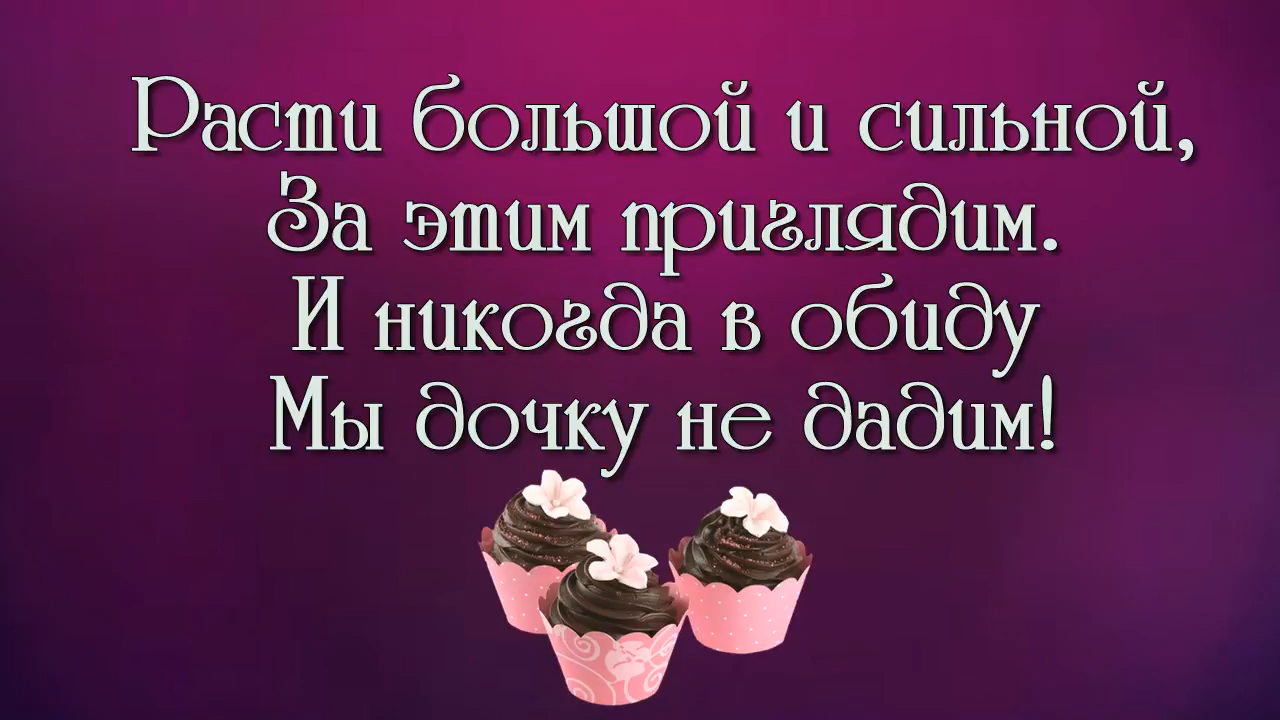 Расти большой и сильной,
За этим приглядим.
И никогда в обиду
Мы дочку не дадим!